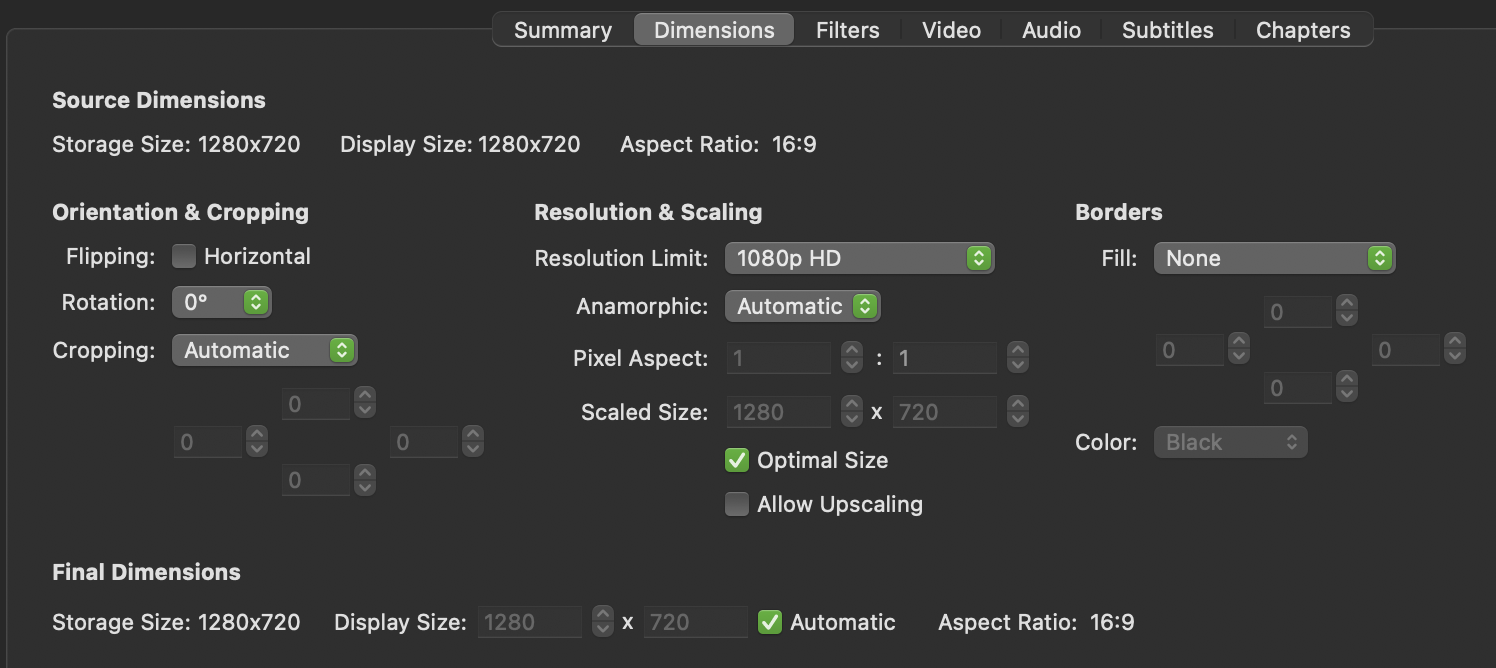 Summary Dimensions Filters Video Audio Subtitles Chapters
Source Dimensions
Storage Size: 1280x720 Display Size: 1280x720 Aspect Ratio: 16:9
Orientation & Cropping
Flipping: Horizontal
Rotation: 0°
Cropping: Automatic
0
0 0
0
Resolution & Scaling
Resolution Limit: 1080p HD
Anamorphic: Automatic
Pixel Aspect: 1 : 1
Scaled Size: 1280 x 720
Optimal Size
Allow Upscaling
Borders
Fill: None
0
0 0
0
Color: Black
Final Dimensions
Storage Size: 1280x720 Display Size: 1280 x 720 Automatic Aspect Ratio: 16:9